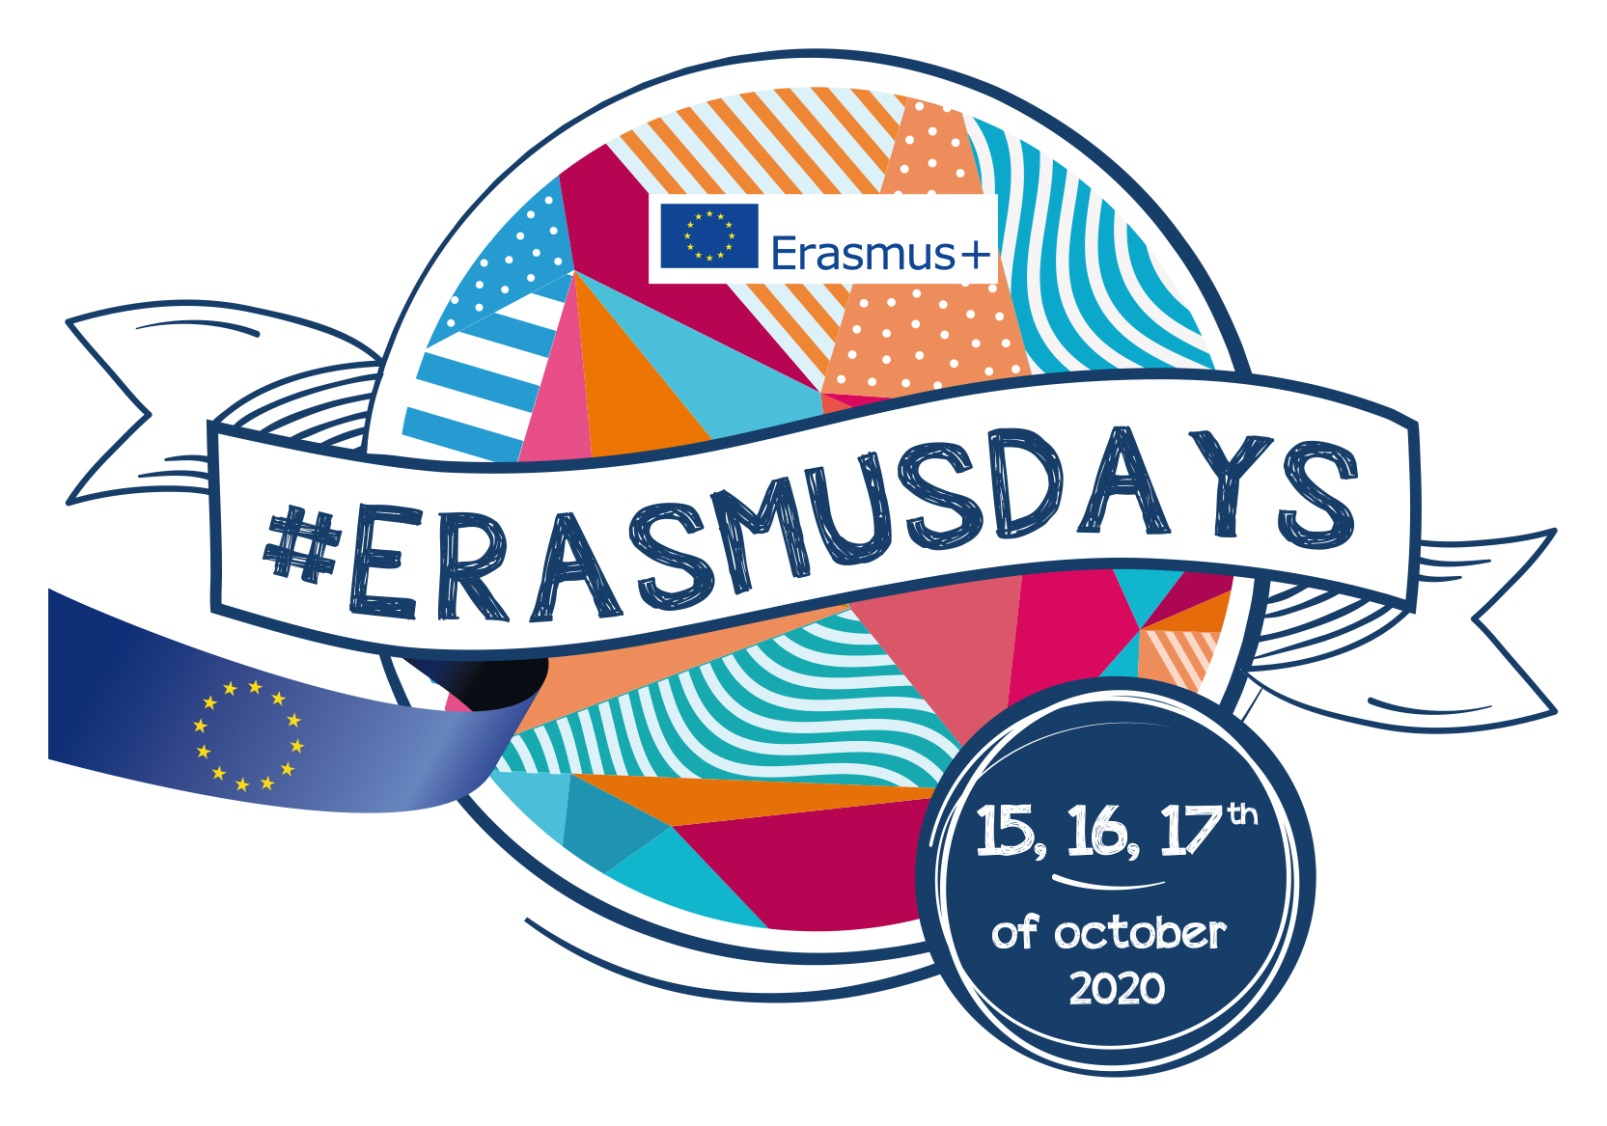 Erasmus+
#ERASMUSDAYS
15, 16, 17th
of october
2020